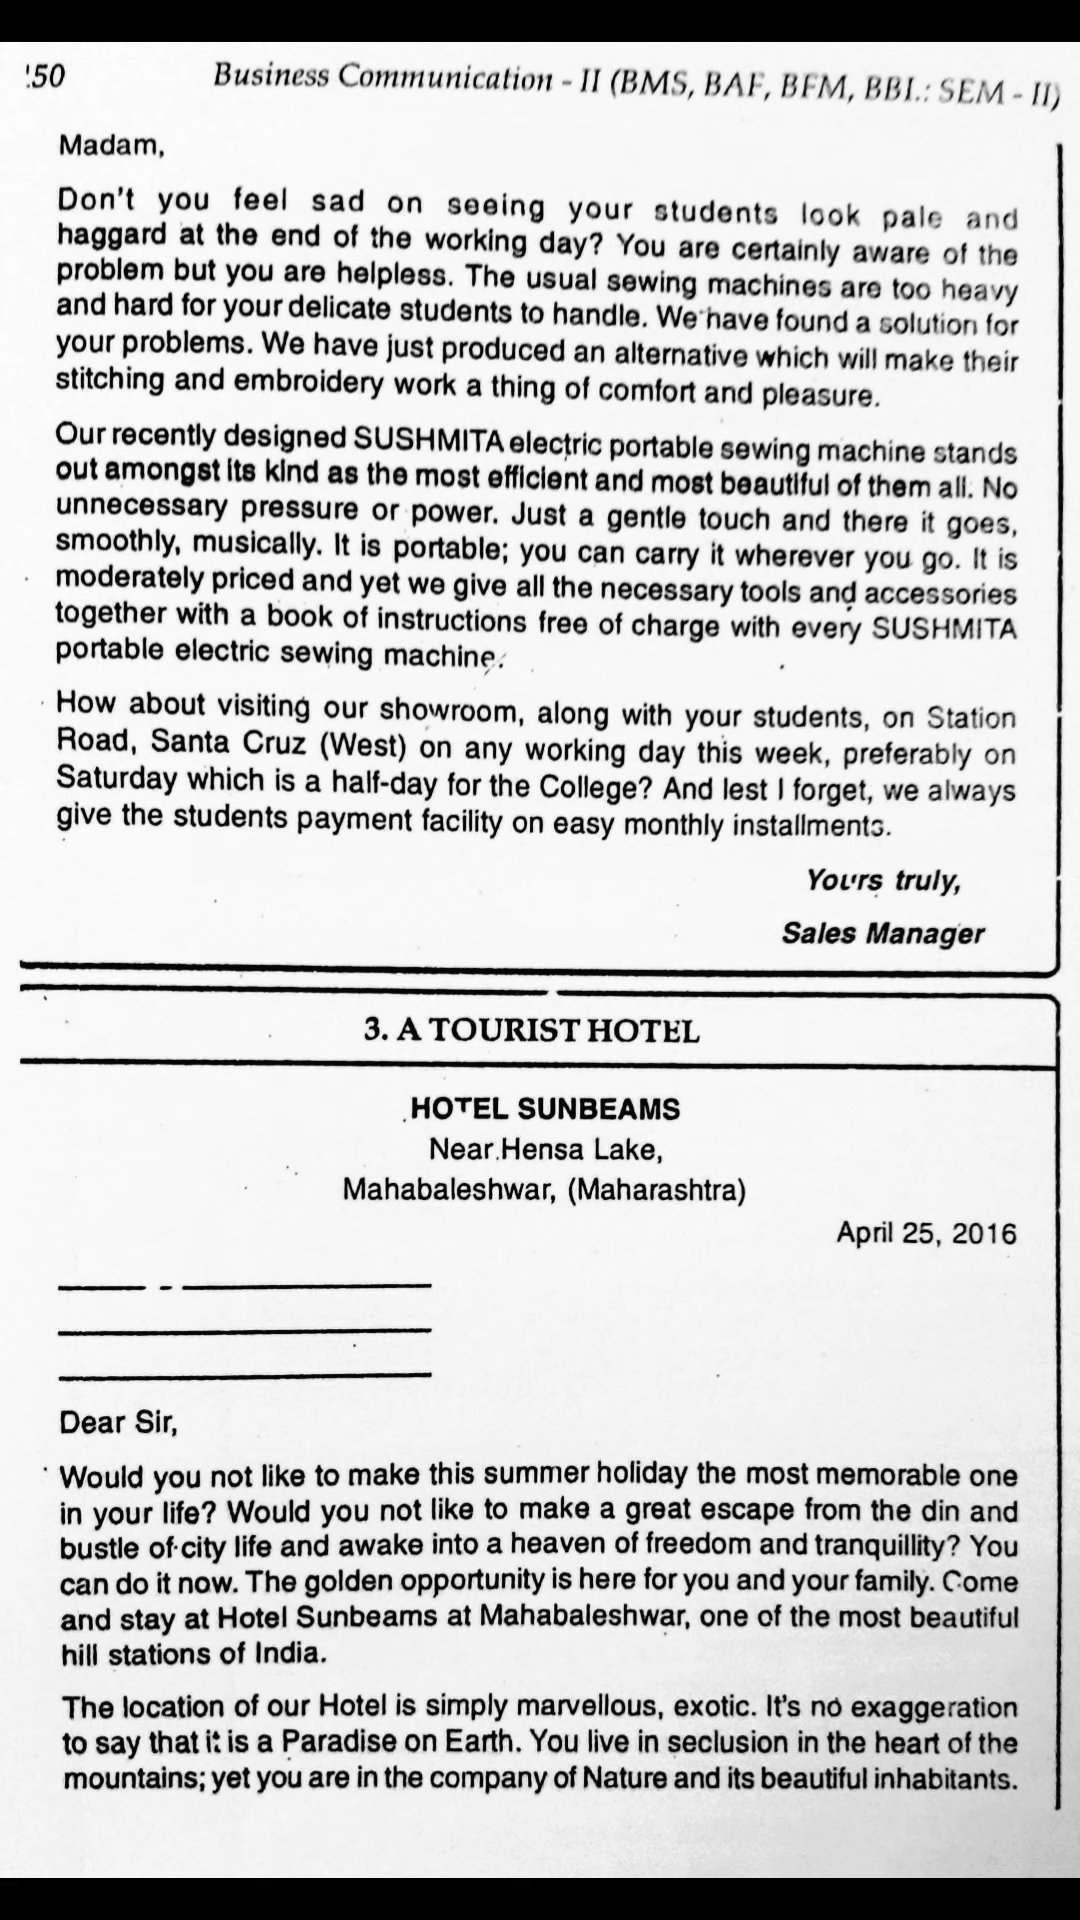 50 Business Communication - II (BMS, BAF, BFM, BBI.: SEM - II)
Madam,
Don't you feel sad on seeing your students look pale and
haggard at the end of the working day? You are certainly aware of the
problem but you are helpless. The usual sewing machines are too heavy
and hard for your delicate students to handle. We have found a solution for
your problems. We have just produced an alternative which will make their
stitching and embroidery work a thing of comfort and pleasure.
Our recently designed SUSHMITA electric portable sewing machine stands
out amongst its kind as the most efficient and most beautiful of them all. No
unnecessary pressure or power. Just a gentle touch and there it goes,
smoothly, musically. It is portable; you can carry it wherever you go. It is
moderately priced and yet we give all the necessary tools and accessories
together with a book of instructions free of charge with every SUSHMITA
portable electric sewing machine.
How about visiting our showroom, along with your students, on Station
Road, Santa Cruz (West) on any working day this week, preferably on
Saturday which is a half-day for the College? And lest I forget, we always
give the students payment facility on easy monthly installments.
Yours truly,
Sales Manager
3. A TOURIST HOTEL
HOTEL SUNBEAMS
Near Hensa Lake,
Mahabaleshwar, (Maharashtra)
April 25, 2016
Dear Sir,
Would you not like to make this summer holiday the most memorable one
in your life? Would you not like to make a great escape from the din and
bustle of city life and awake into a heaven of freedom and tranquillity? You
can do it now. The golden opportunity is here for you and your family. Come
and stay at Hotel Sunbeams at Mahabaleshwar, one of the most beautiful
hill stations of India.
The location of our Hotel is simply marvellous, exotic. It's no exaggeration
to say that it is a Paradise on Earth. You live in seclusion in the heart of the
mountains; yet you are in the company of Nature and its beautiful inhabitants.